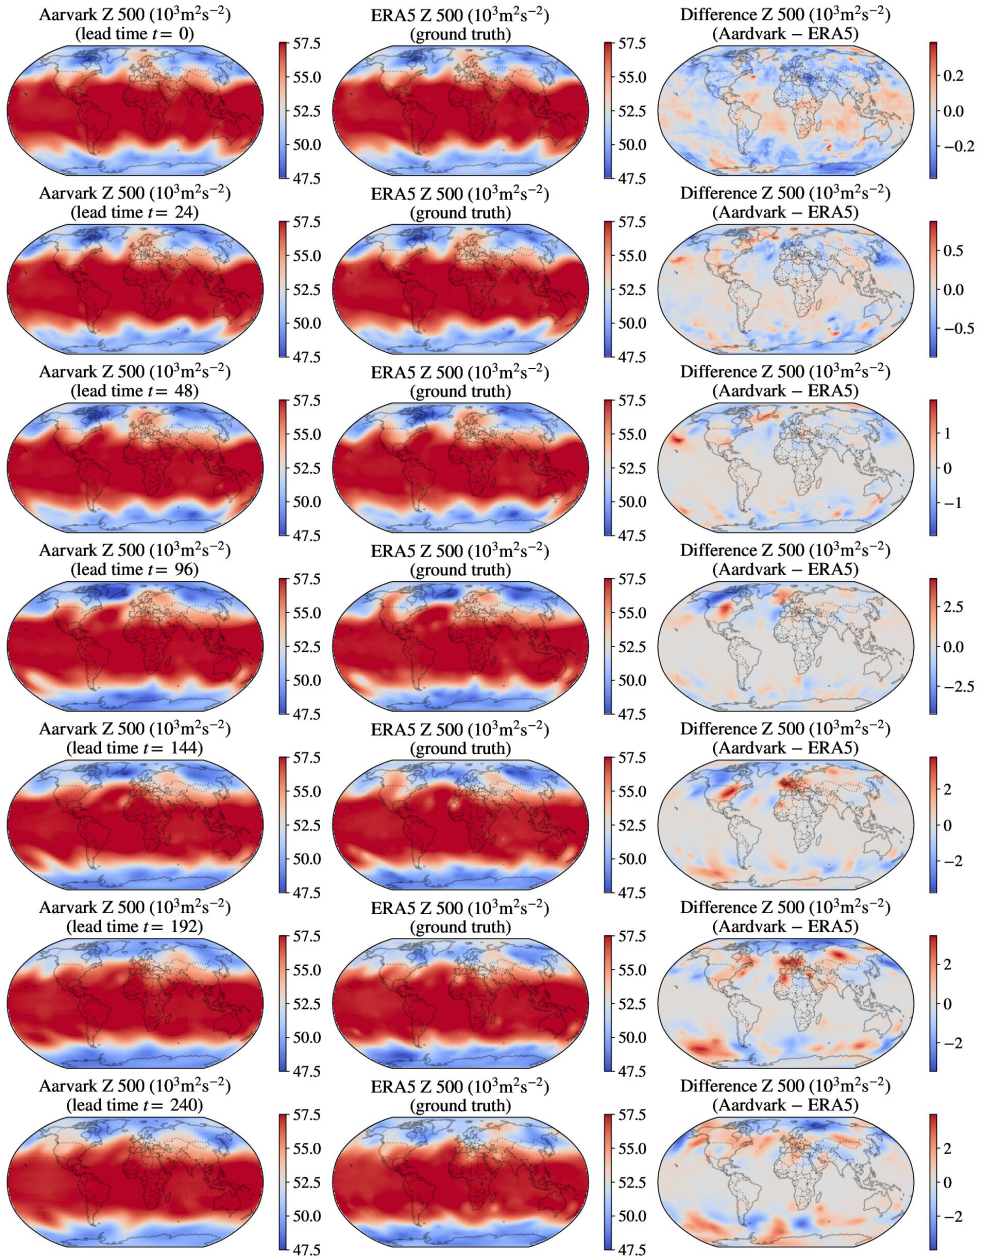 Aarvark Z 500 (10³m²s⁻²)
(lead time t = 0)
ERA5 Z 500 (10³m²s⁻²)
(ground truth)
Difference Z 500 (10³m²s⁻²)
(Aardvark − ERA5)
57.5
55.0
52.5
50.0
47.5
57.5
55.0
52.5
50.0
47.5
0.2
0.0
−0.2
Aarvark Z 500 (10³m²s⁻²)
(lead time t = 24)
ERA5 Z 500 (10³m²s⁻²)
(ground truth)
Difference Z 500 (10³m²s⁻²)
(Aardvark − ERA5)
57.5
55.0
52.5
50.0
47.5
57.5
55.0
52.5
50.0
47.5
0.5
0.0
−0.5
Aarvark Z 500 (10³m²s⁻²)
(lead time t = 48)
ERA5 Z 500 (10³m²s⁻²)
(ground truth)
Difference Z 500 (10³m²s⁻²)
(Aardvark − ERA5)
57.5
55.0
52.5
50.0
47.5
57.5
55.0
52.5
50.0
47.5
1
0
−1
Aarvark Z 500 (10³m²s⁻²)
(lead time t = 96)
ERA5 Z 500 (10³m²s⁻²)
(ground truth)
Difference Z 500 (10³m²s⁻²)
(Aardvark − ERA5)
57.5
55.0
52.5
50.0
47.5
57.5
55.0
52.5
50.0
47.5
2.5
0.0
−2.5
Aarvark Z 500 (10³m²s⁻²)
(lead time t = 144)
ERA5 Z 500 (10³m²s⁻²)
(ground truth)
Difference Z 500 (10³m²s⁻²)
(Aardvark − ERA5)
57.5
55.0
52.5
50.0
47.5
57.5
55.0
52.5
50.0
47.5
2
0
−2
Aarvark Z 500 (10³m²s⁻²)
(lead time t = 192)
ERA5 Z 500 (10³m²s⁻²)
(ground truth)
Difference Z 500 (10³m²s⁻²)
(Aardvark − ERA5)
57.5
55.0
52.5
50.0
47.5
57.5
55.0
52.5
50.0
47.5
2
0
−2
Aarvark Z 500 (10³m²s⁻²)
(lead time t = 240)
ERA5 Z 500 (10³m²s⁻²)
(ground truth)
Difference Z 500 (10³m²s⁻²)
(Aardvark − ERA5)
57.5
55.0
52.5
50.0
47.5
57.5
55.0
52.5
50.0
47.5
2
0
−2